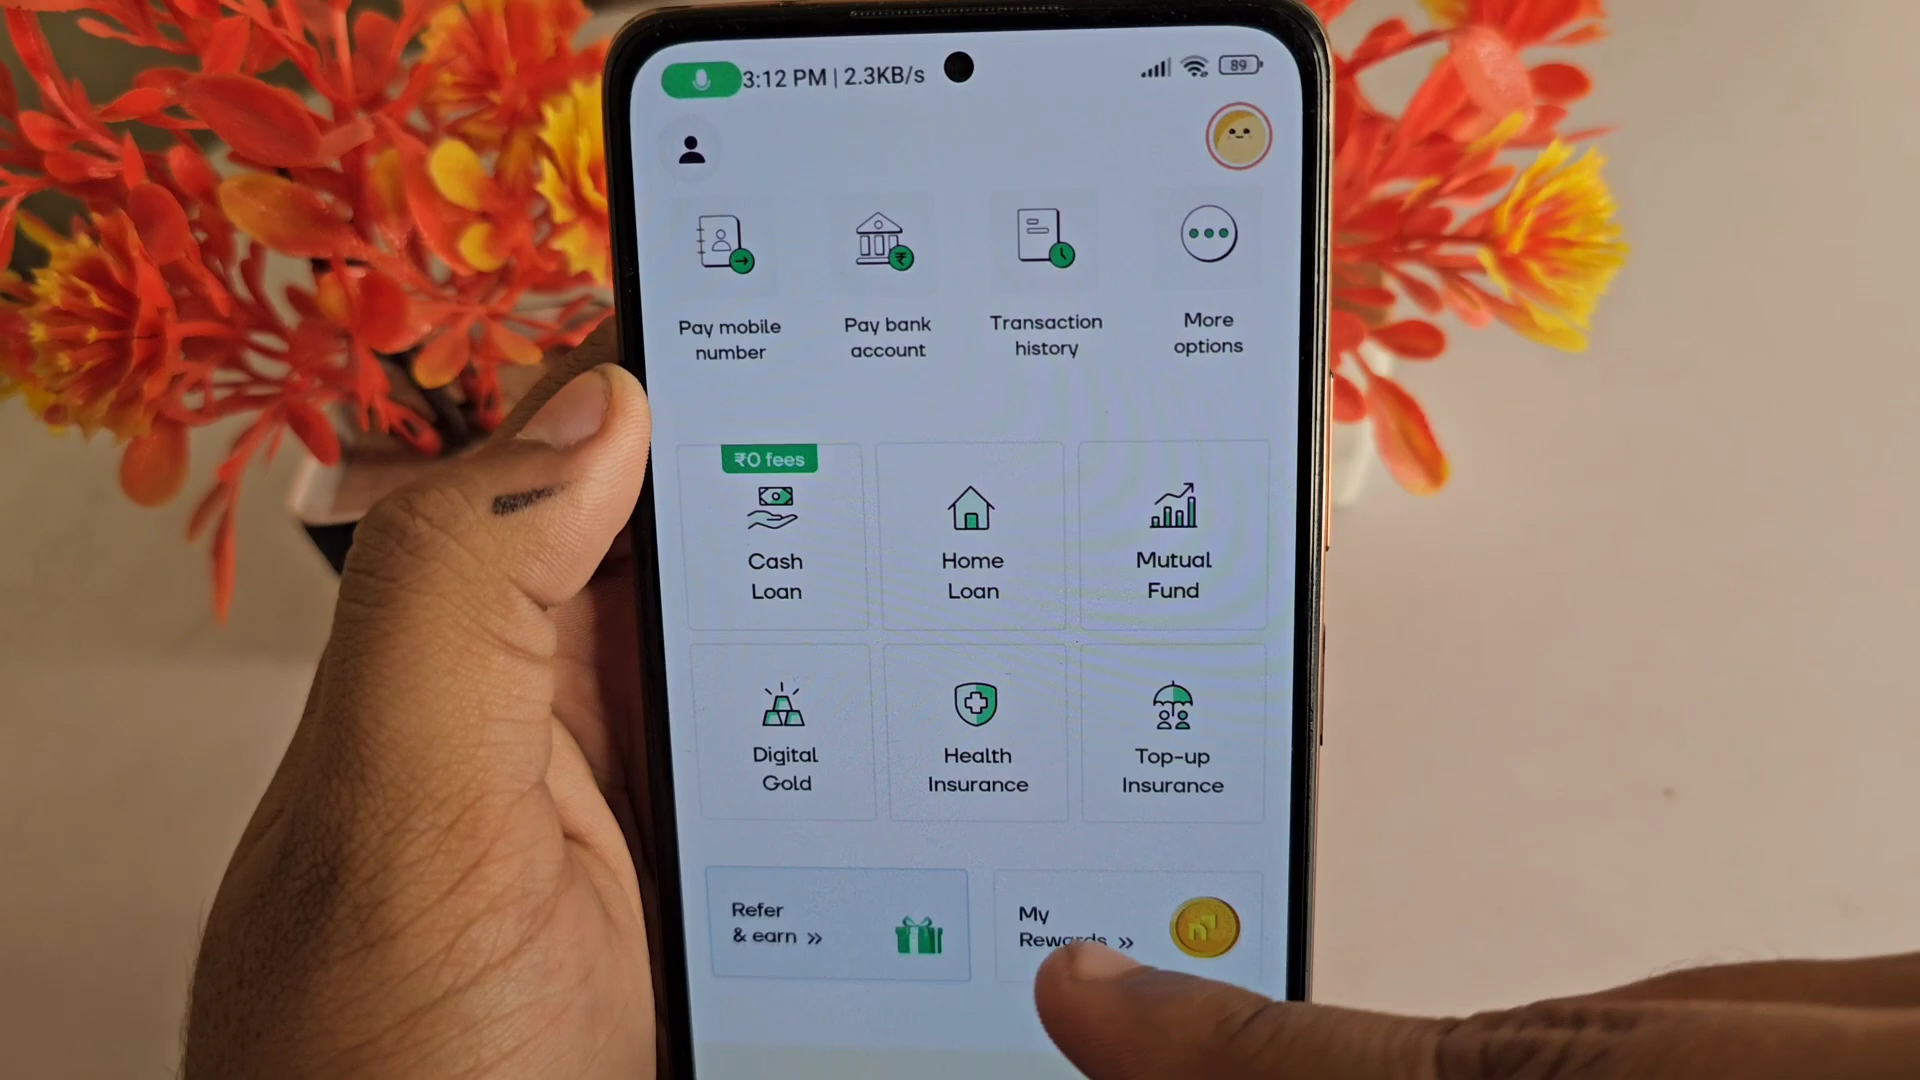 3:12 PM | 2.3KB/s
89
Pay mobile
number
Pay bank
account
Transaction
history
More
options
₹0 fees
Cash
Loan
Home
Loan
Mutual
Fund
Digital
Gold
Health
Insurance
Top-up
Insurance
Refer
& earn »
My
Rewards »